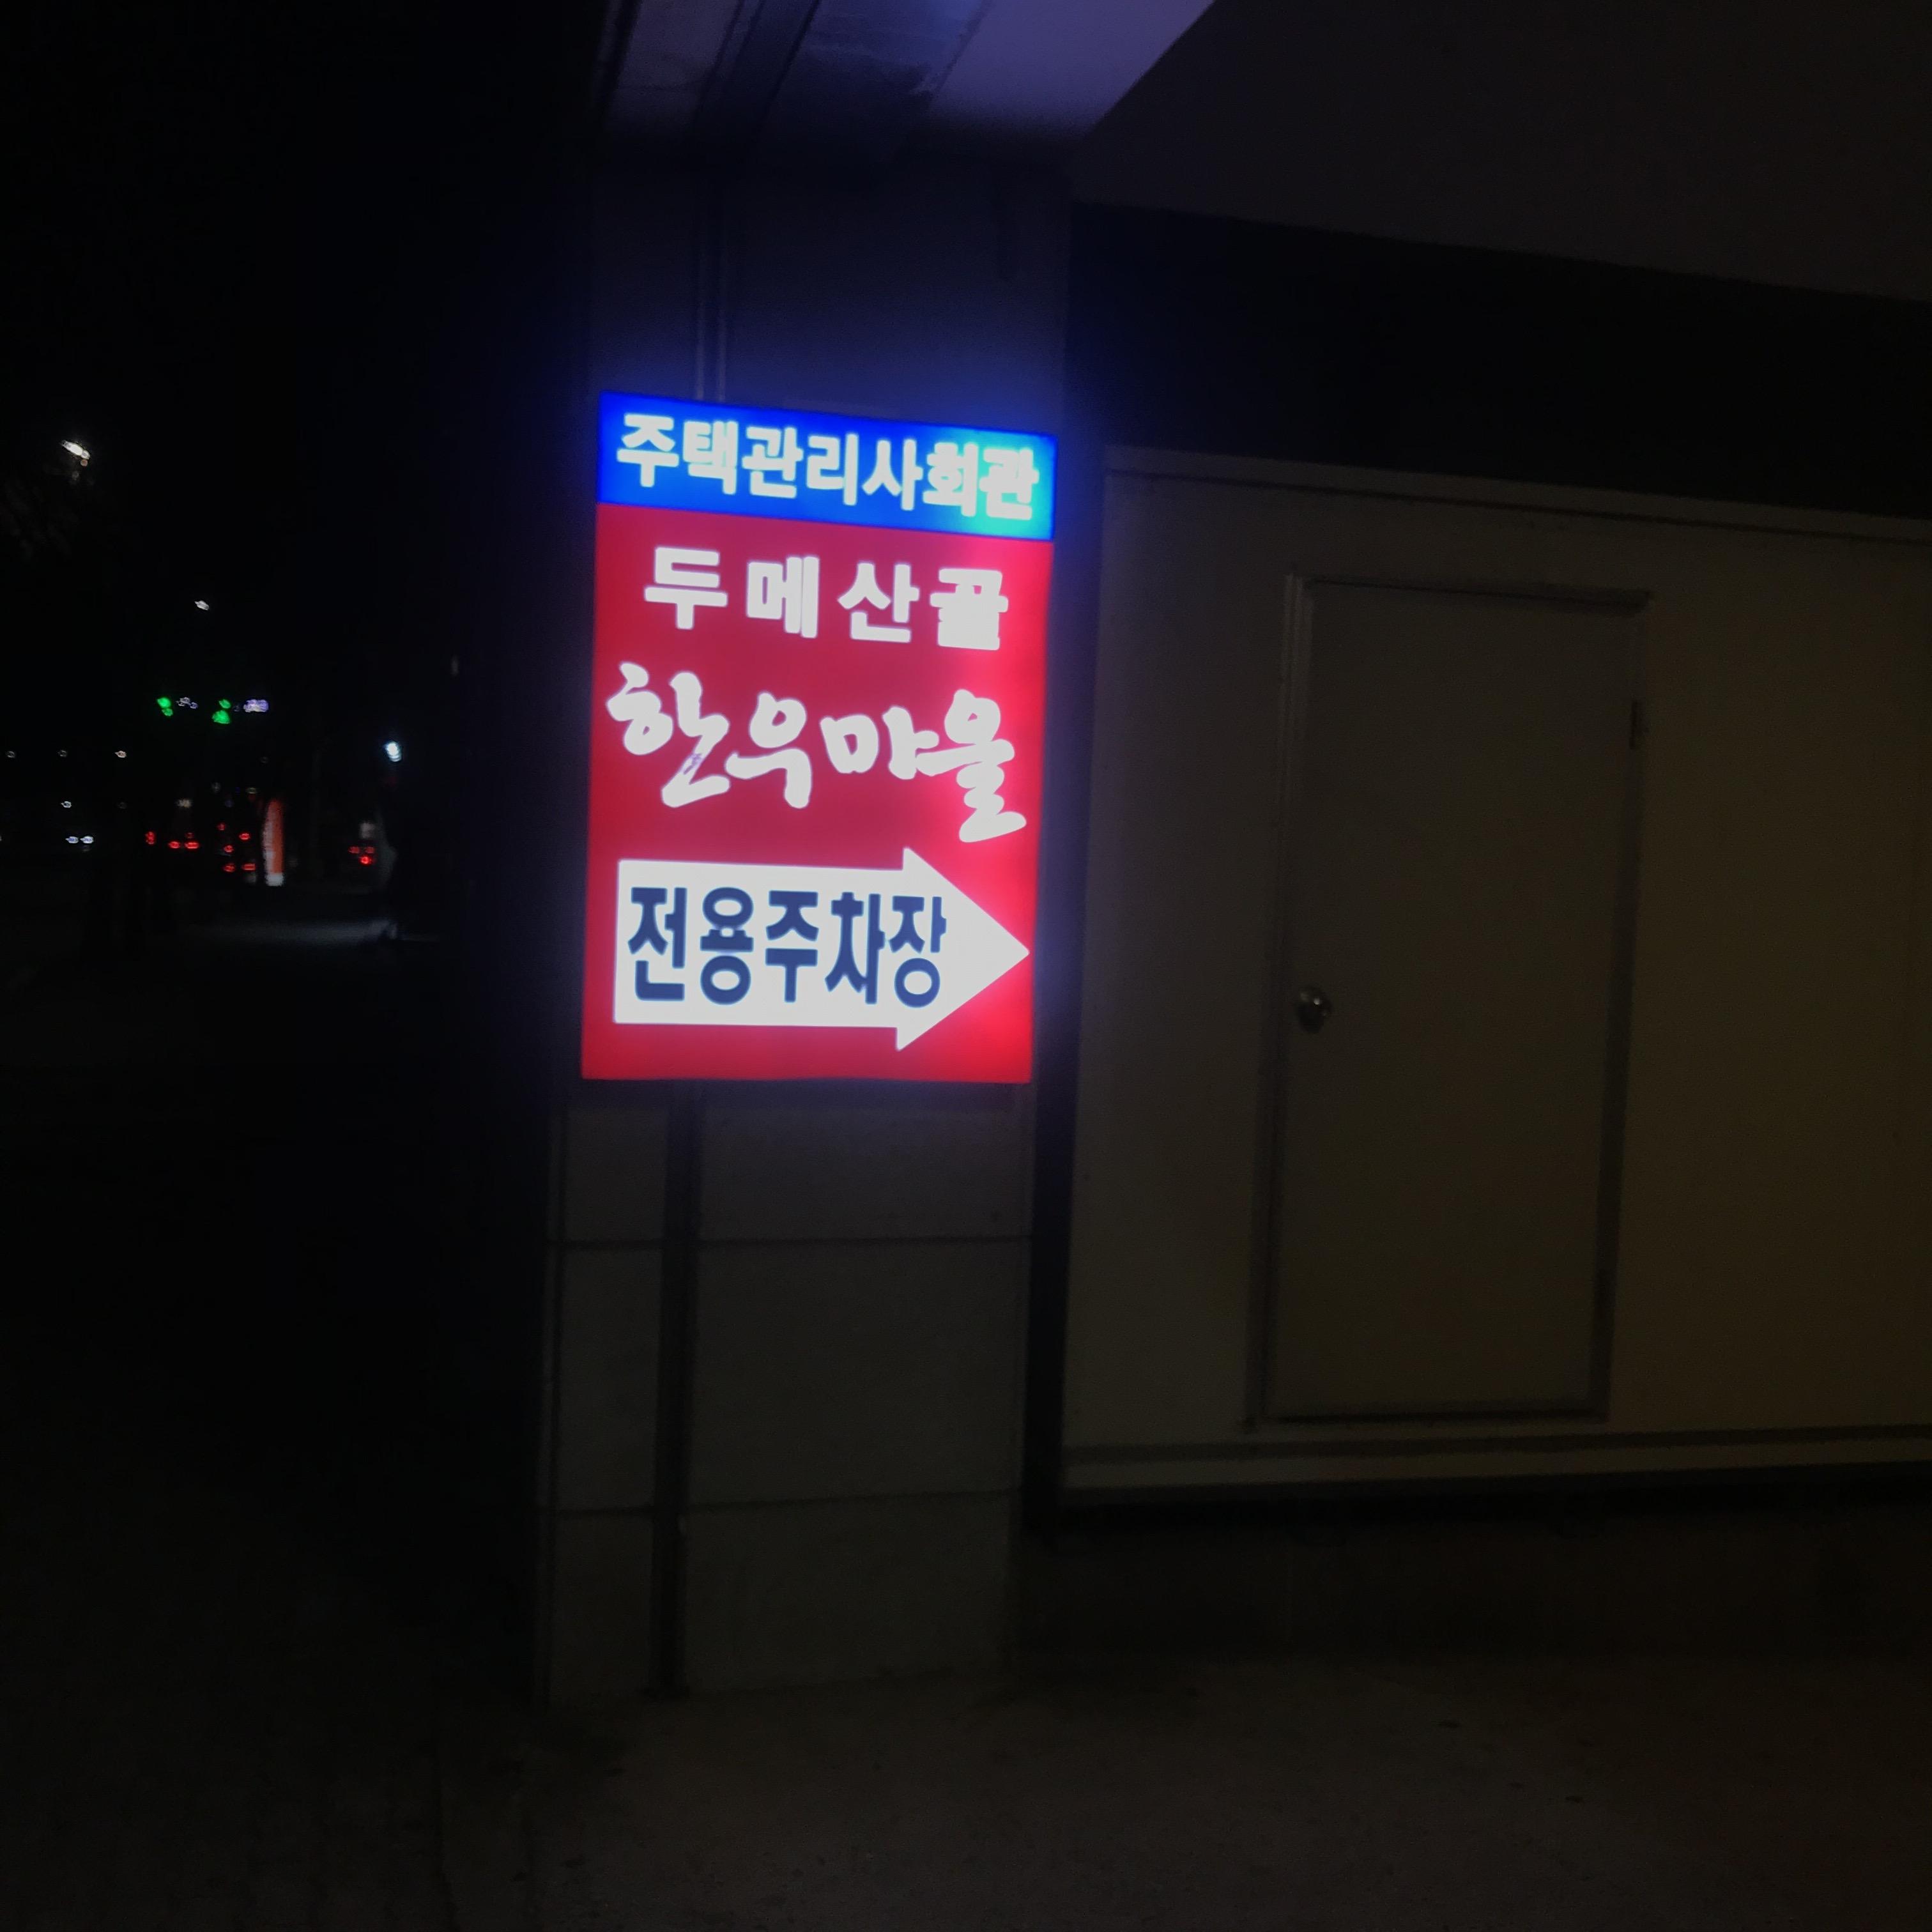 주택관리사회관
두메산골
한우마을
전용주차장